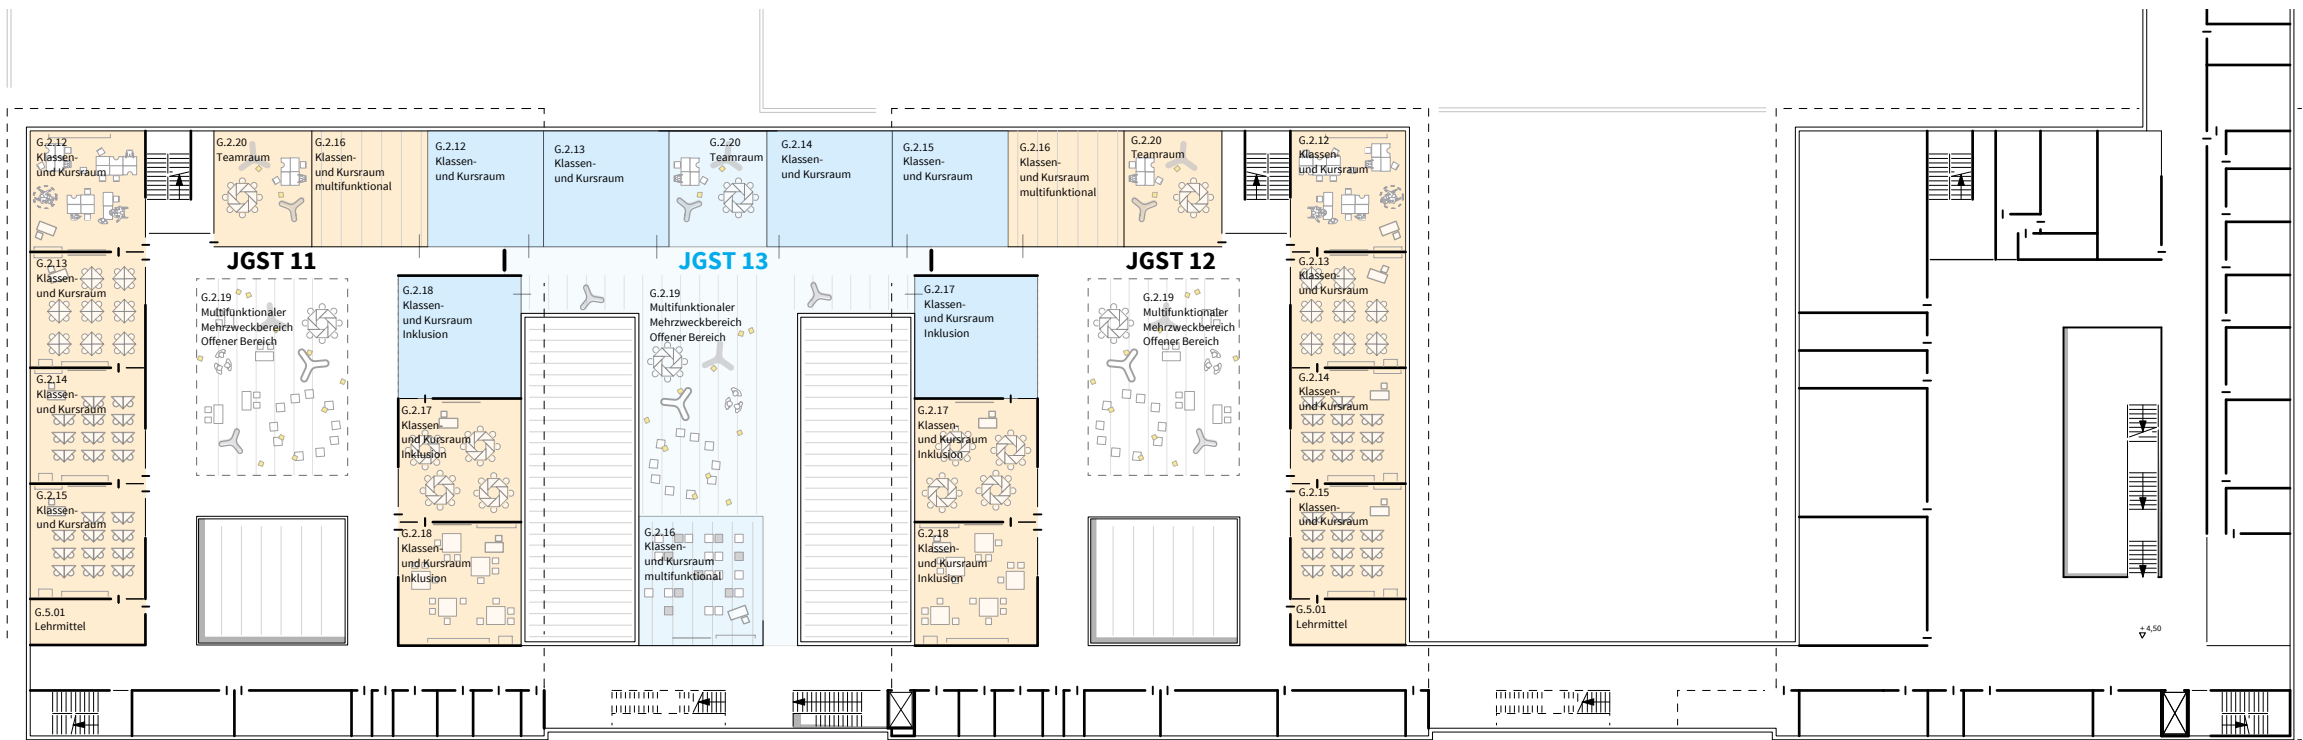 G.2.12
Klassen-
und Kursraum
G.2.20
Teamraum
G.2.16
Klassen-
und Kursraum
multifunktional
G.2.12
Klassen-
und Kursraum
G.2.13
Klassen-
und Kursraum
G.2.20
Teamraum
G.2.14
Klassen-
und Kursraum
G.2.15
Klassen-
und Kursraum
G.2.16
Klassen-
und Kursraum
multifunktional
G.2.20
Teamraum
G.2.12
Klassen-
und Kursraum
JGST 11
JGST 13
JGST 12
G.2.13
Klassen-
und Kursraum
G.2.19
Multifunktionaler
Mehrzweckbereich
Offener Bereich
G.2.18
Klassen-
und Kursraum
Inklusion
G.2.19
Multifunktionaler
Mehrzweckbereich
Offener Bereich
G.2.17
Klassen-
und Kursraum
Inklusion
G.2.19
Multifunktionaler
Mehrzweckbereich
Offener Bereich
G.2.13
Klassen-
und Kursraum
G.2.14
Klassen-
und Kursraum
G.2.17
Klassen-
und Kursraum
Inklusion
G.2.17
Klassen-
und Kursraum
Inklusion
G.2.14
Klassen-
und Kursraum
G.2.15
Klassen-
und Kursraum
G.2.18
Klassen-
und Kursraum
Inklusion
G.2.16
Klassen-
und Kursraum
multifunktional
G.2.18
Klassen-
und Kursraum
Inklusion
G.2.15
Klassen-
und Kursraum
G.5.01
Lehrmittel
G.5.01
Lehrmittel
+ 4,50